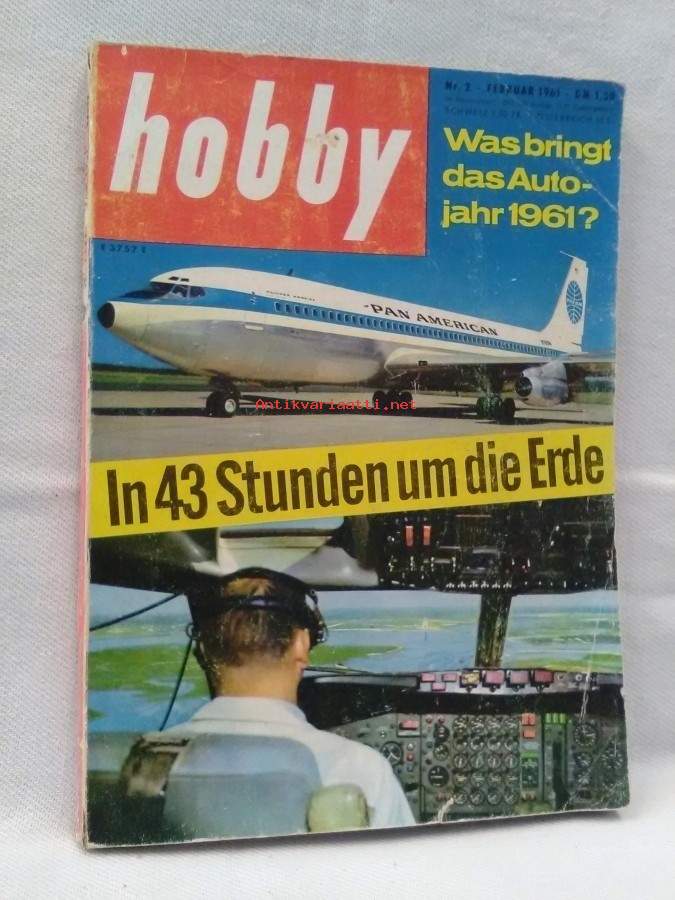 hobby
Nr. 2 - FEBRUAR 1961 - DM 1,50
Was bringt
das Auto-
jahr 1961?
E 3757 E
PAN AMERICAN
Antikvariaatti.net
In 43 Stunden um die Erde